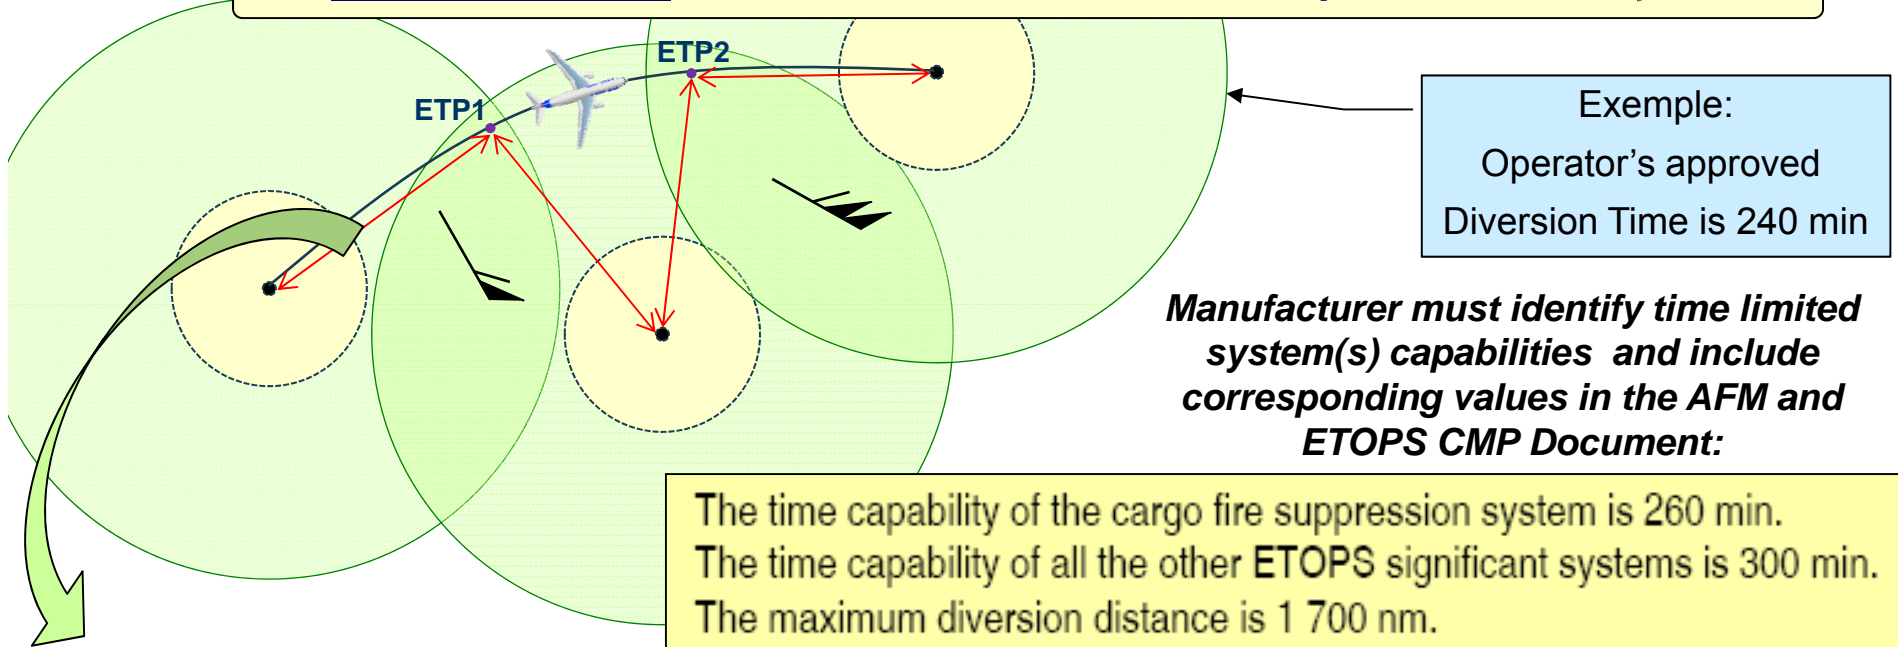 ETP2
ETP1
Exemple:
Operator’s approved
Diversion Time is 240 min
Manufacturer must identify time limited
system(s) capabilities and include
corresponding values in the AFM and
ETOPS CMP Document:
The time capability of the cargo fire suppression system is 260 min.
The time capability of all the other ETOPS significant systems is 300 min.
The maximum diversion distance is 1 700 nm.